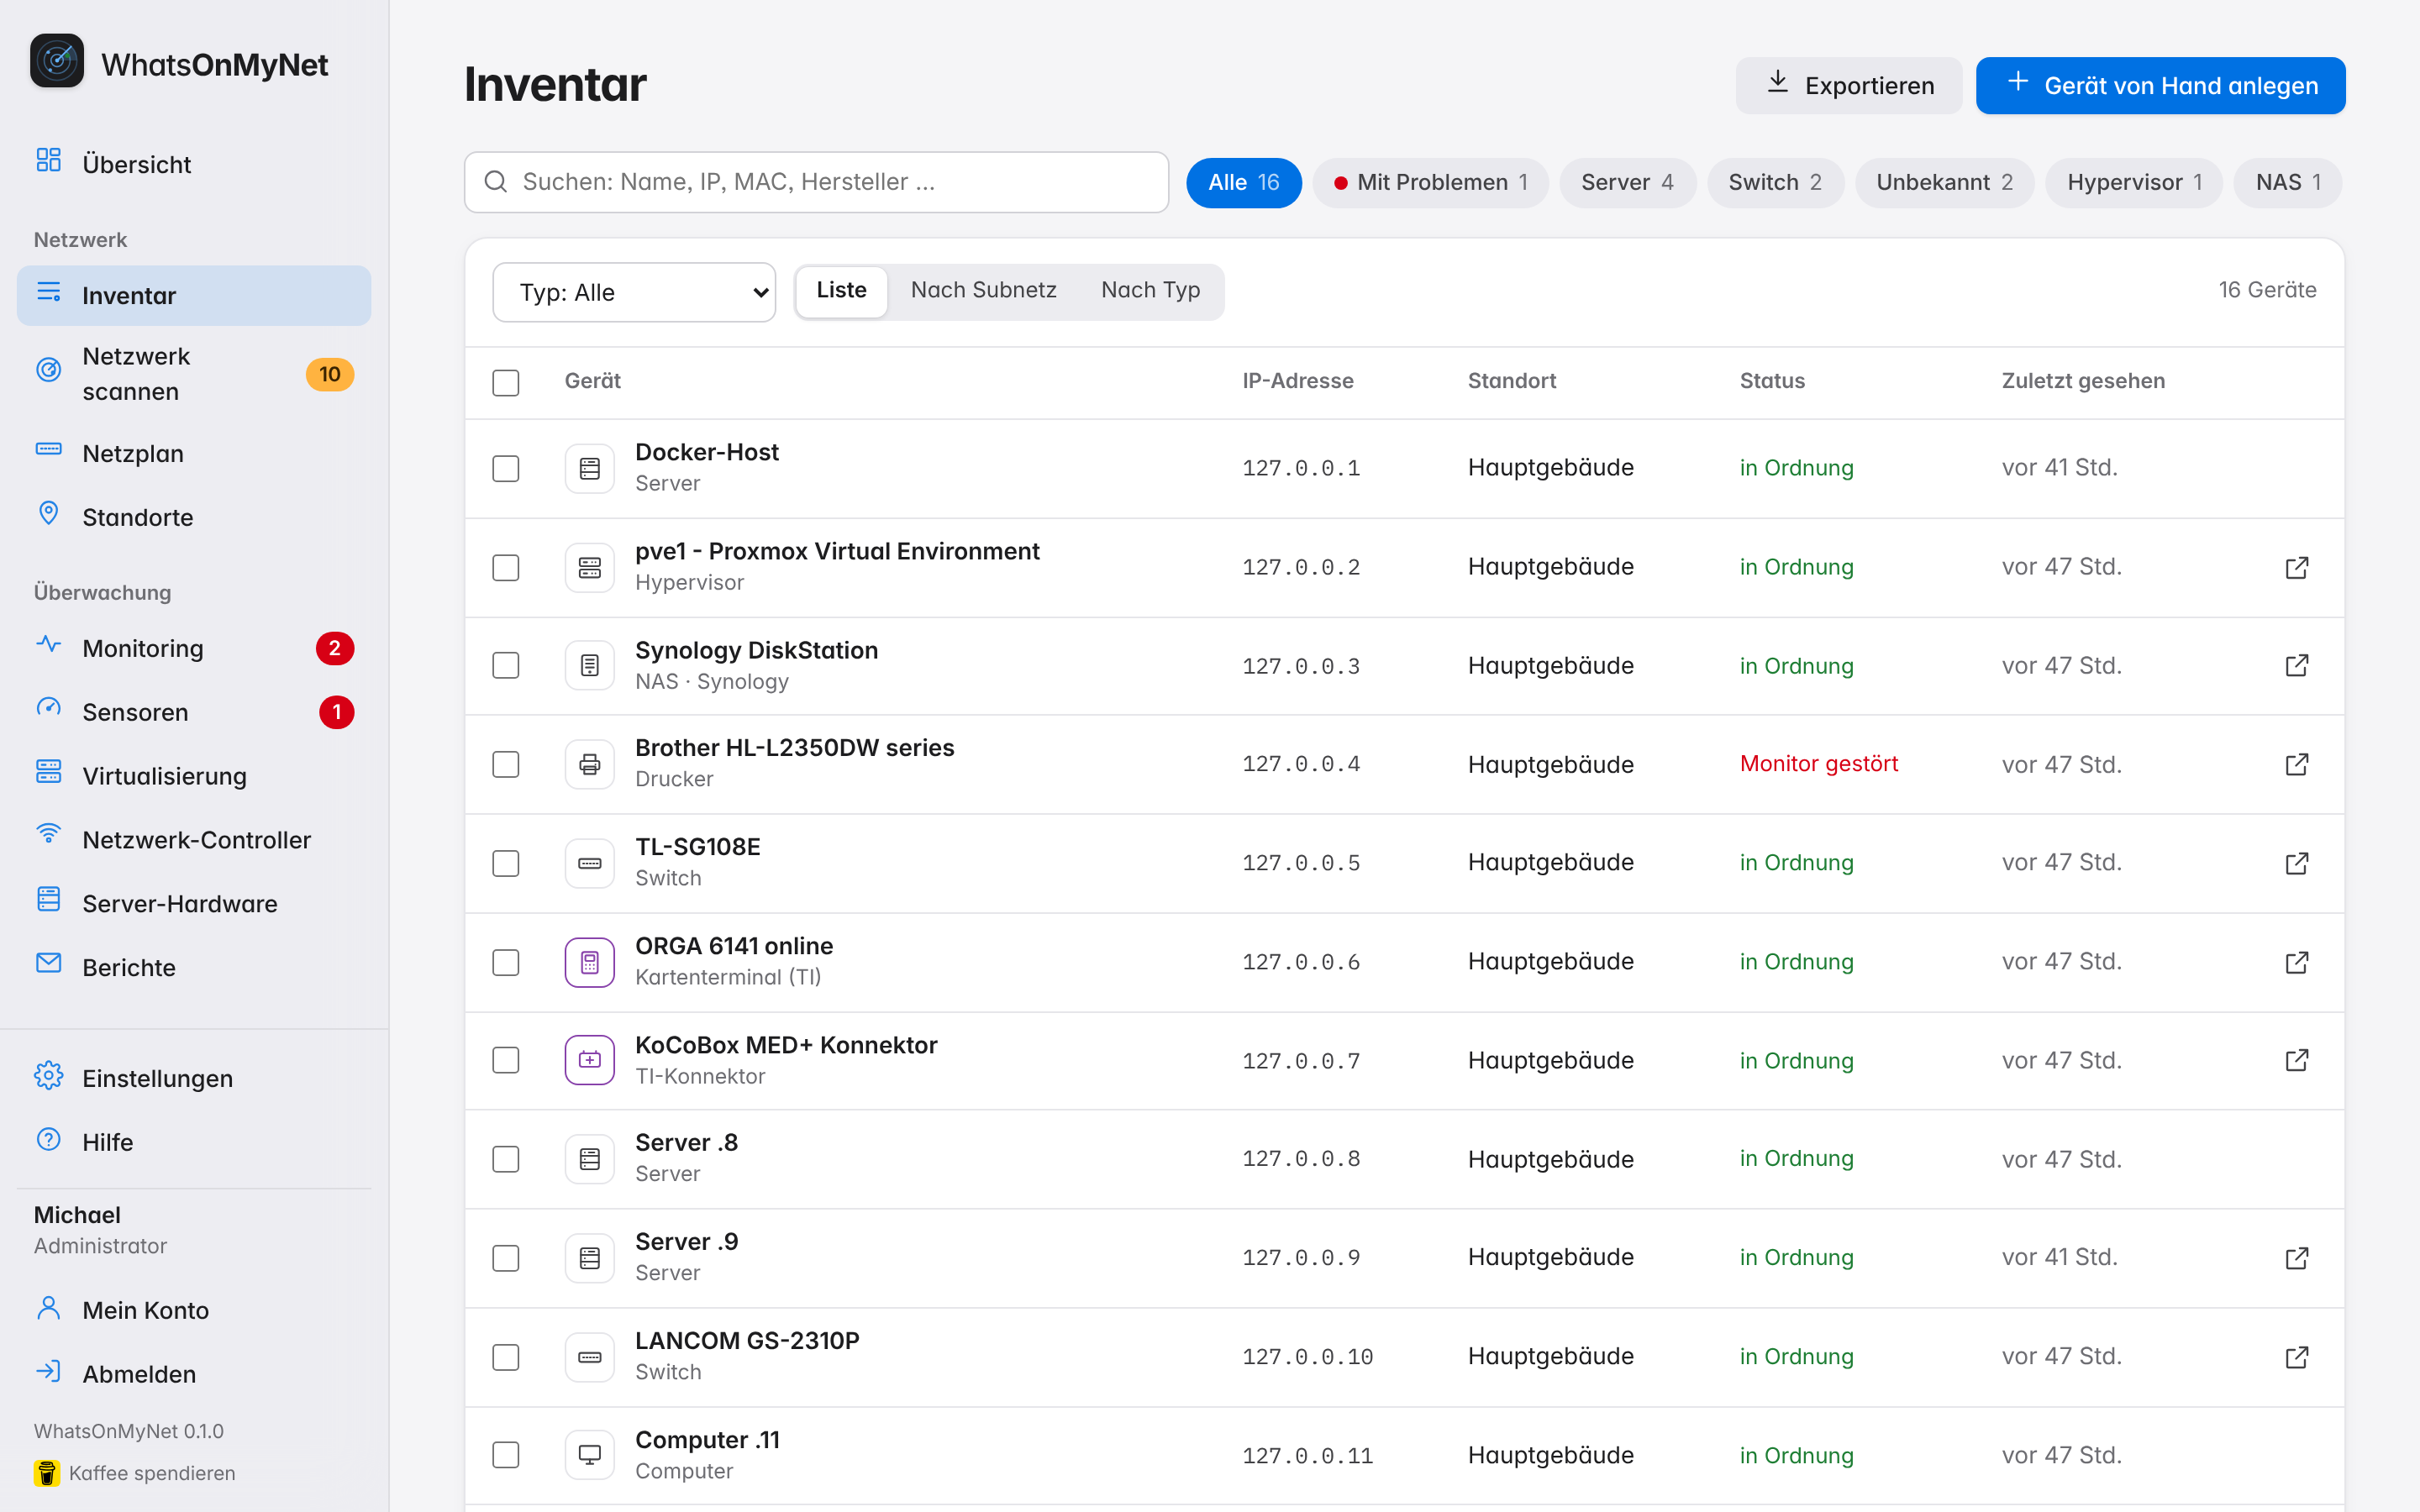 WhatsOnMyNet
Übersicht
Netzwerk
Inventar
Netzwerk scannen 10
Netzplan
Standorte
Überwachung
Monitoring 2
Sensoren 1
Virtualisierung
Netzwerk-Controller
Server-Hardware
Berichte
Einstellungen
Hilfe
Michael
Administrator
Mein Konto
Abmelden
WhatsOnMyNet 0.1.0
Kaffee spendieren
Inventar
Exportieren
Gerät von Hand anlegen
Suchen: Name, IP, MAC, Hersteller ...
Alle 16 Mit Problemen 1 Server 4 Switch 2 Unbekannt 2 Hypervisor 1 NAS 1
Typ: Alle Liste Nach Subnetz Nach Typ 16 Geräte
Gerät IP-Adresse Standort Status Zuletzt gesehen
Docker-Host
Server
127.0.0.1 Hauptgebäude in Ordnung vor 41 Std.
pve1 - Proxmox Virtual Environment
Hypervisor
127.0.0.2 Hauptgebäude in Ordnung vor 47 Std.
Synology DiskStation
NAS · Synology
127.0.0.3 Hauptgebäude in Ordnung vor 47 Std.
Brother HL-L2350DW series
Drucker
127.0.0.4 Hauptgebäude Monitor gestört vor 47 Std.
TL-SG108E
Switch
127.0.0.5 Hauptgebäude in Ordnung vor 47 Std.
ORGA 6141 online
Kartenterminal (TI)
127.0.0.6 Hauptgebäude in Ordnung vor 47 Std.
KoCoBox MED+ Konnektor
TI-Konnektor
127.0.0.7 Hauptgebäude in Ordnung vor 47 Std.
Server .8
Server
127.0.0.8 Hauptgebäude in Ordnung vor 47 Std.
Server .9
Server
127.0.0.9 Hauptgebäude in Ordnung vor 41 Std.
LANCOM GS-2310P
Switch
127.0.0.10 Hauptgebäude in Ordnung vor 47 Std.
Computer .11
Computer
127.0.0.11 Hauptgebäude in Ordnung vor 47 Std.